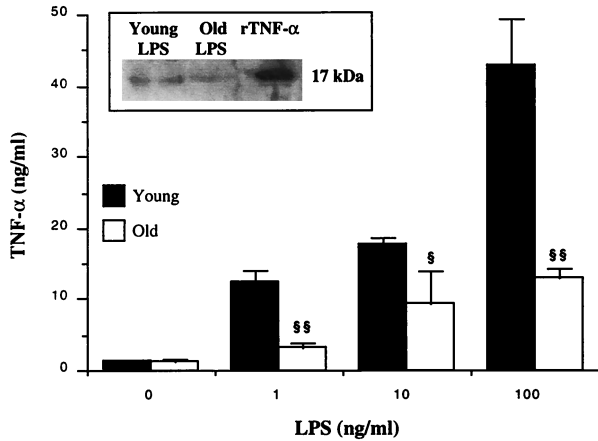 50
40
30
20
10
0
TNF-α (ng/ml)
Young Old rTNF-α
LPS LPS
17 kDa
Young
Old
§§
§
§§
0 1 10 100
LPS (ng/ml)